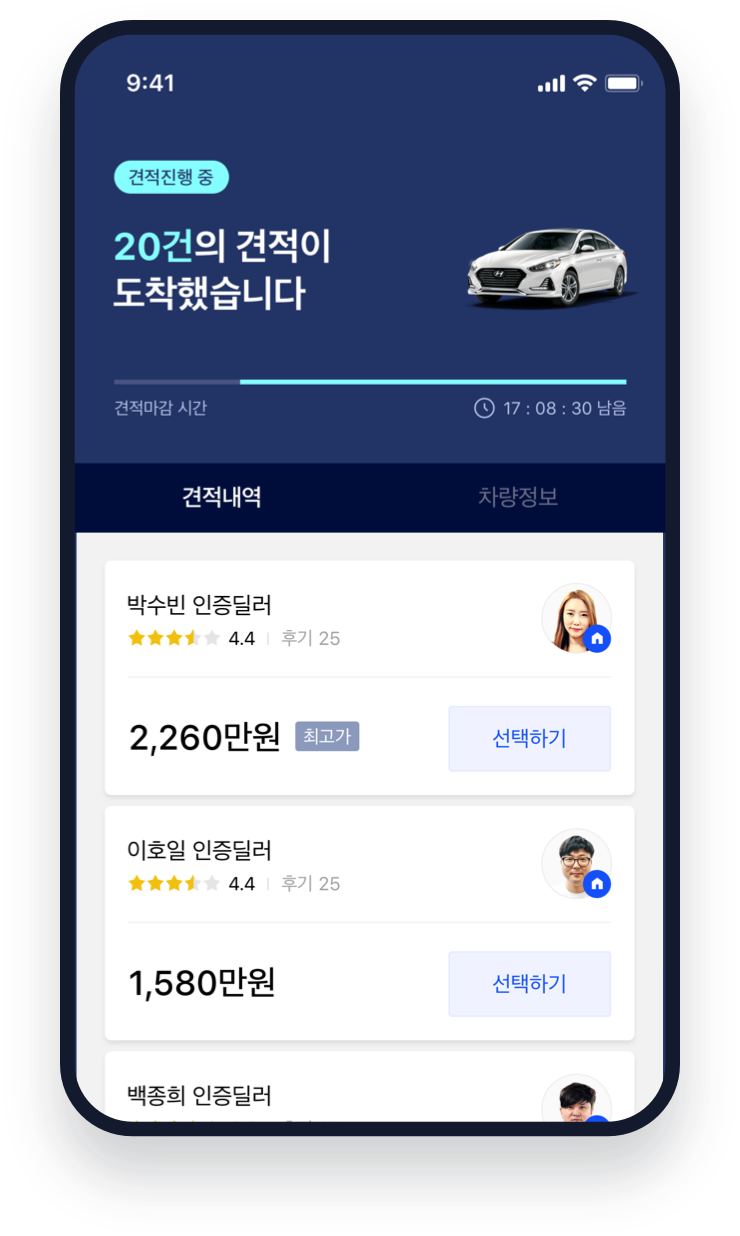 9:41
견적진행 중
20건의 견적이
도착했습니다
견적마감 시간
17 : 08 : 30 남음
견적내역 차량정보
박수빈 인증딜러
4.4 후기 25
2,260만원 최고가 선택하기
이호일 인증딜러
4.4 후기 25
1,580만원 선택하기
백종희 인증딜러